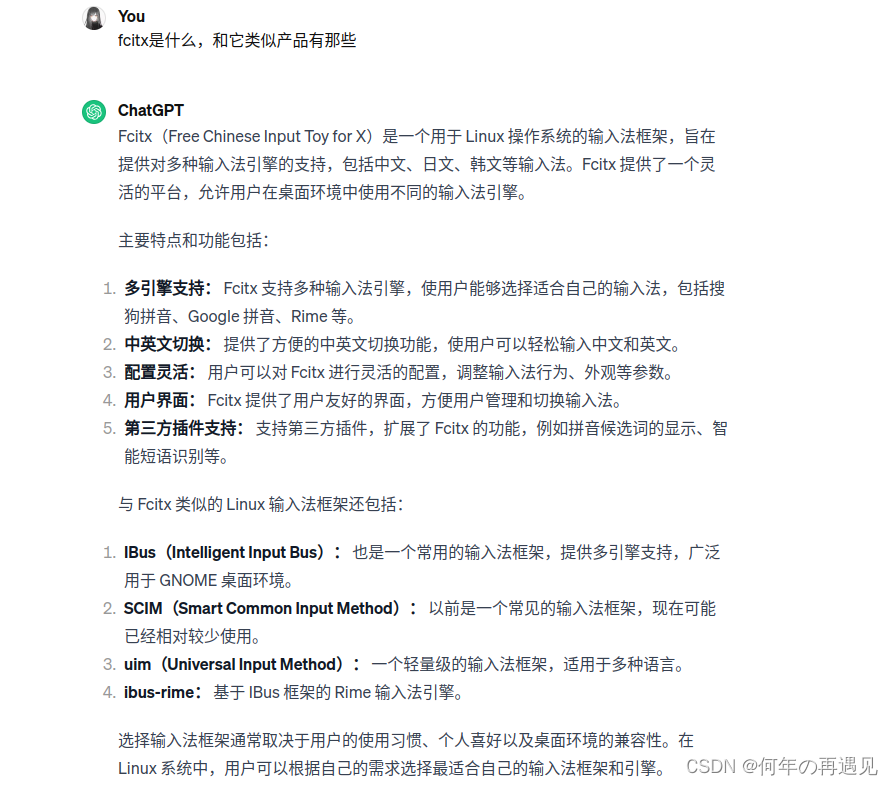 You
fcitx是什么，和它类似产品有那些
ChatGPT
Fcitx（Free Chinese Input Toy for X）是一个用于 Linux 操作系统的输入法框架，旨在
提供对多种输入法引擎的支持，包括中文、日文、韩文等输入法。Fcitx 提供了一个灵
活的平台，允许用户在桌面环境中使用不同的输入法引擎。
主要特点和功能包括：
1. 多引擎支持： Fcitx 支持多种输入法引擎，使用户能够选择适合自己的输入法，包括搜
狗拼音、Google 拼音、Rime 等。
2. 中英文切换： 提供了方便的中英文切换功能，使用户可以轻松输入中文和英文。
3. 配置灵活： 用户可以对 Fcitx 进行灵活的配置，调整输入法行为、外观等参数。
4. 用户界面： Fcitx 提供了用户友好的界面，方便用户管理和切换输入法。
5. 第三方插件支持： 支持第三方插件，扩展了 Fcitx 的功能，例如拼音候选词的显示、智
能短语识别等。
与 Fcitx 类似的 Linux 输入法框架还包括：
1. IBus（Intelligent Input Bus）： 也是一个常用的输入法框架，提供多引擎支持，广泛
用于 GNOME 桌面环境。
2. SCIM（Smart Common Input Method）： 以前是一个常见的输入法框架，现在可能
已经相对较少使用。
3. uim（Universal Input Method）： 一个轻量级的输入法框架，适用于多种语言。
4. ibus-rime： 基于 IBus 框架的 Rime 输入法引擎。
选择输入法框架通常取决于用户的使用习惯、个人喜好以及桌面环境的兼容性。在
Linux 系统中，用户可以根据自己的需求选择最适合自己的输入法框架和引擎。
CSDN @何年の再遇见